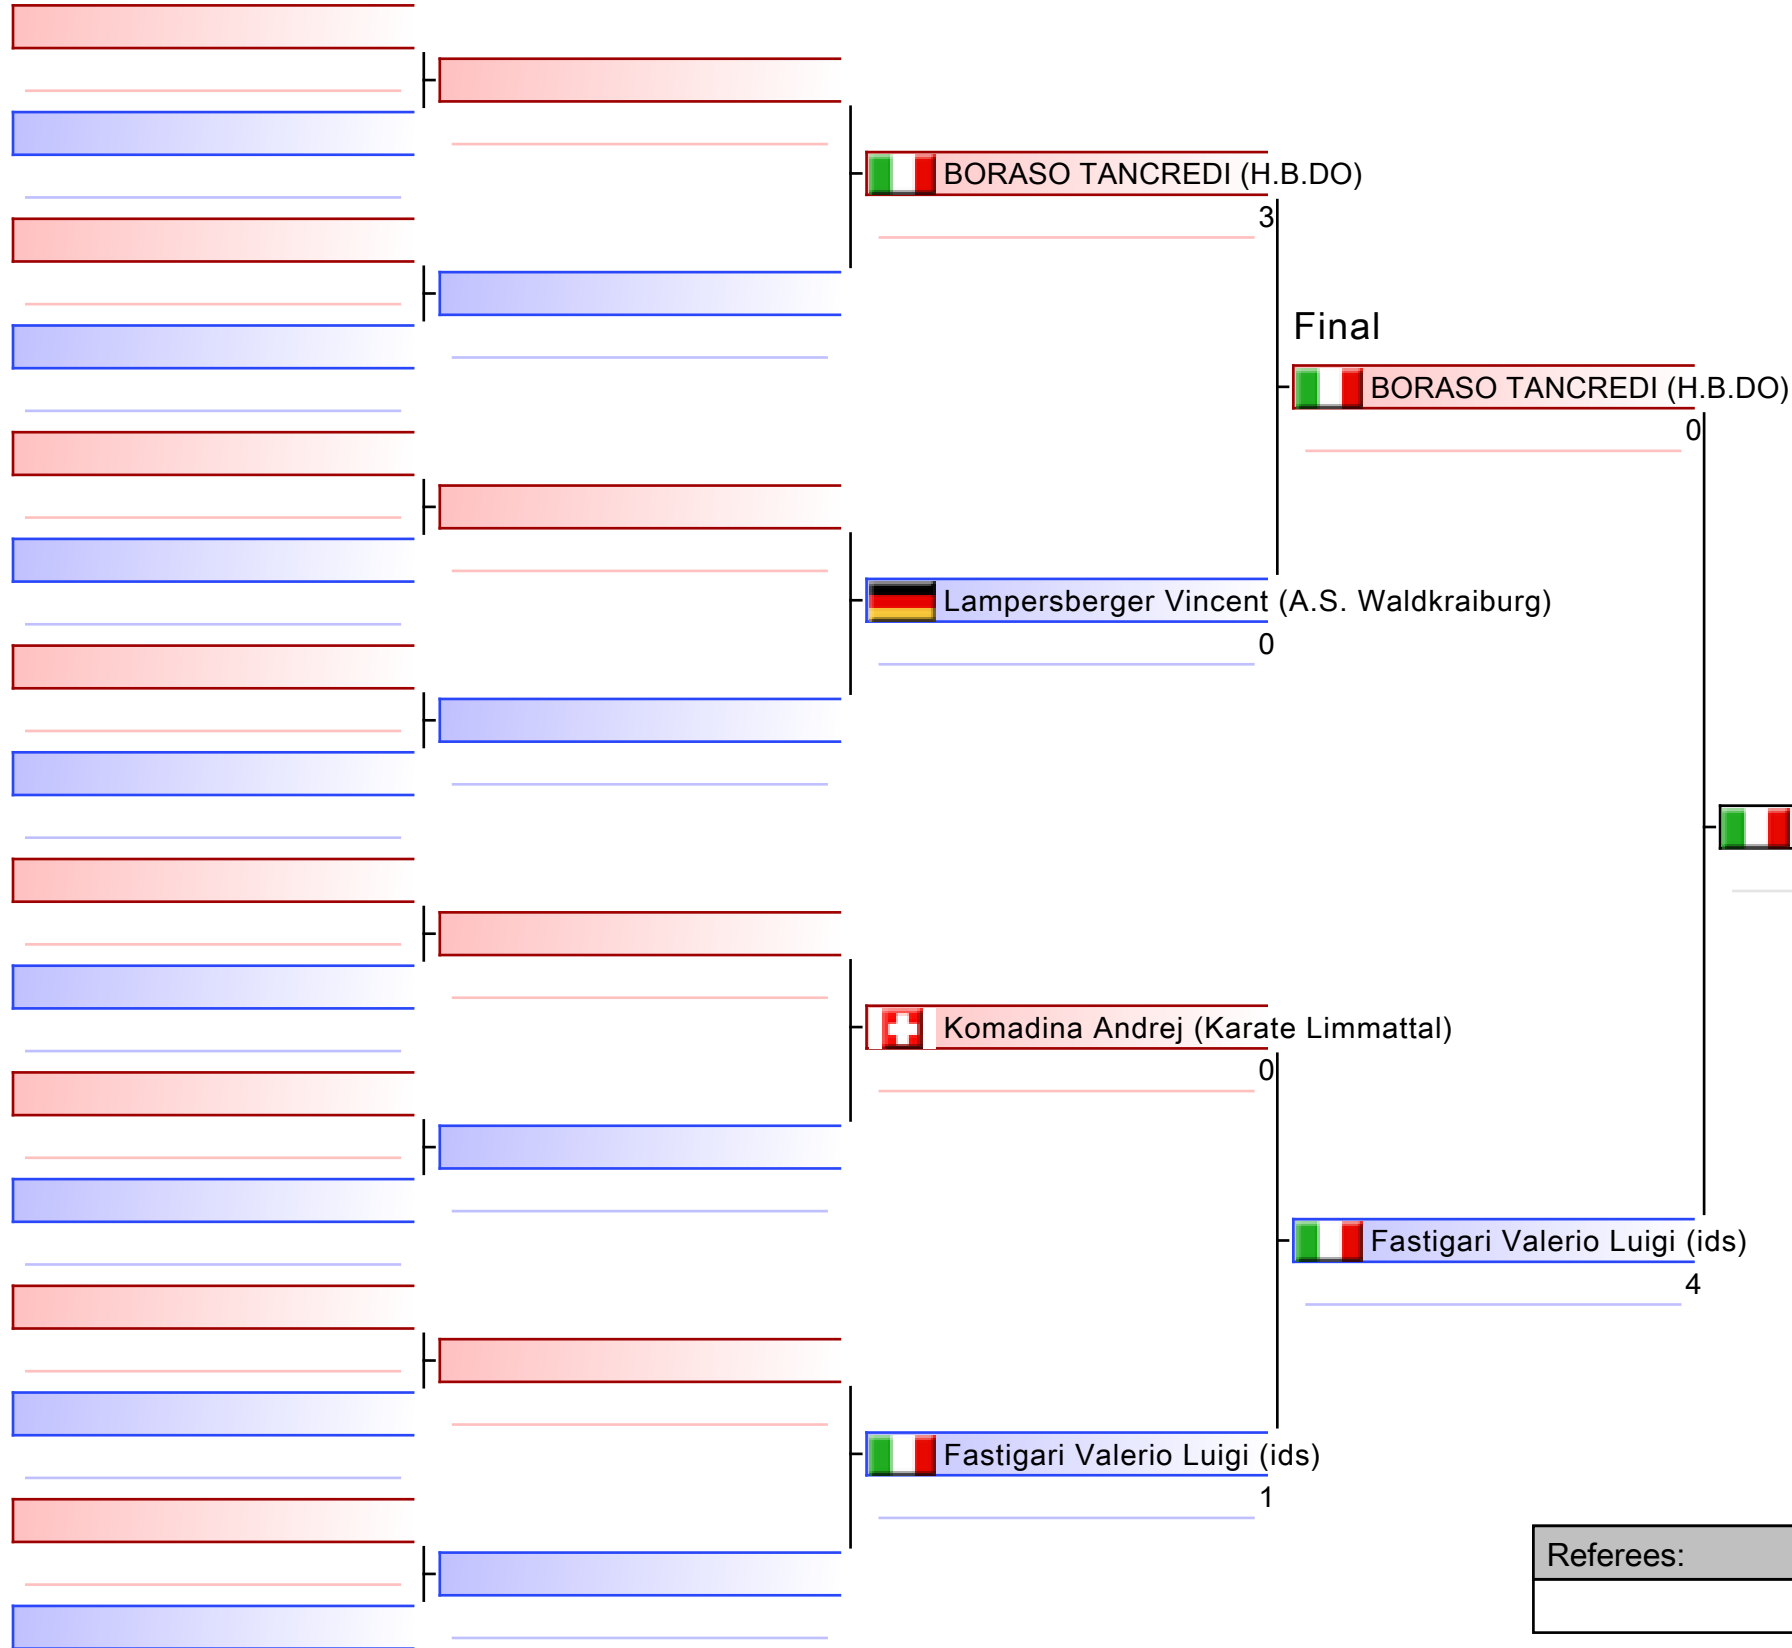 BORASO TANCREDI (H.B.DO)
3
Final
BORASO TANCREDI (H.B.DO)
0
Lampersberger Vincent (A.S. Waldkraiburg)
0
Komadina Andrej (Karate Limmattal)
0
Fastigari Valerio Luigi (ids)
4
Fastigari Valerio Luigi (ids)
1
Referees: